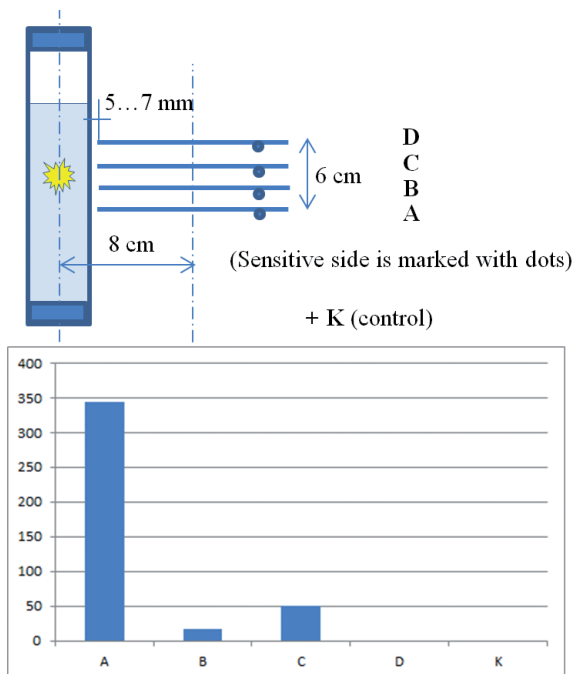 5…7 mm
D
C
6 cm
B
A
8 cm
(Sensitive side is marked with dots)
+ K (control)
400
350
300
250
200
150
100
50
0
A B C D K